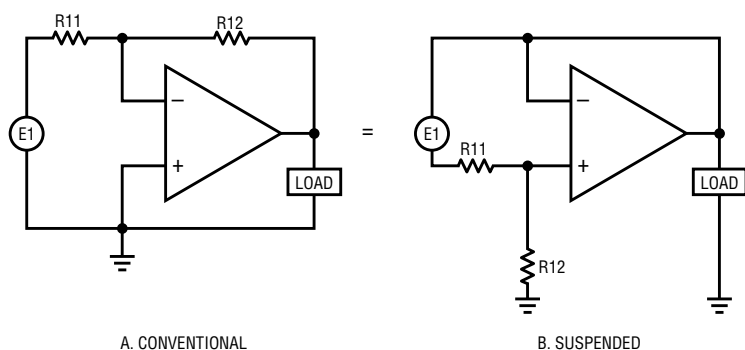 R11
R12
E1
−
+
LOAD
=
E1
R11
−
+
R12
LOAD
A. CONVENTIONAL
B. SUSPENDED